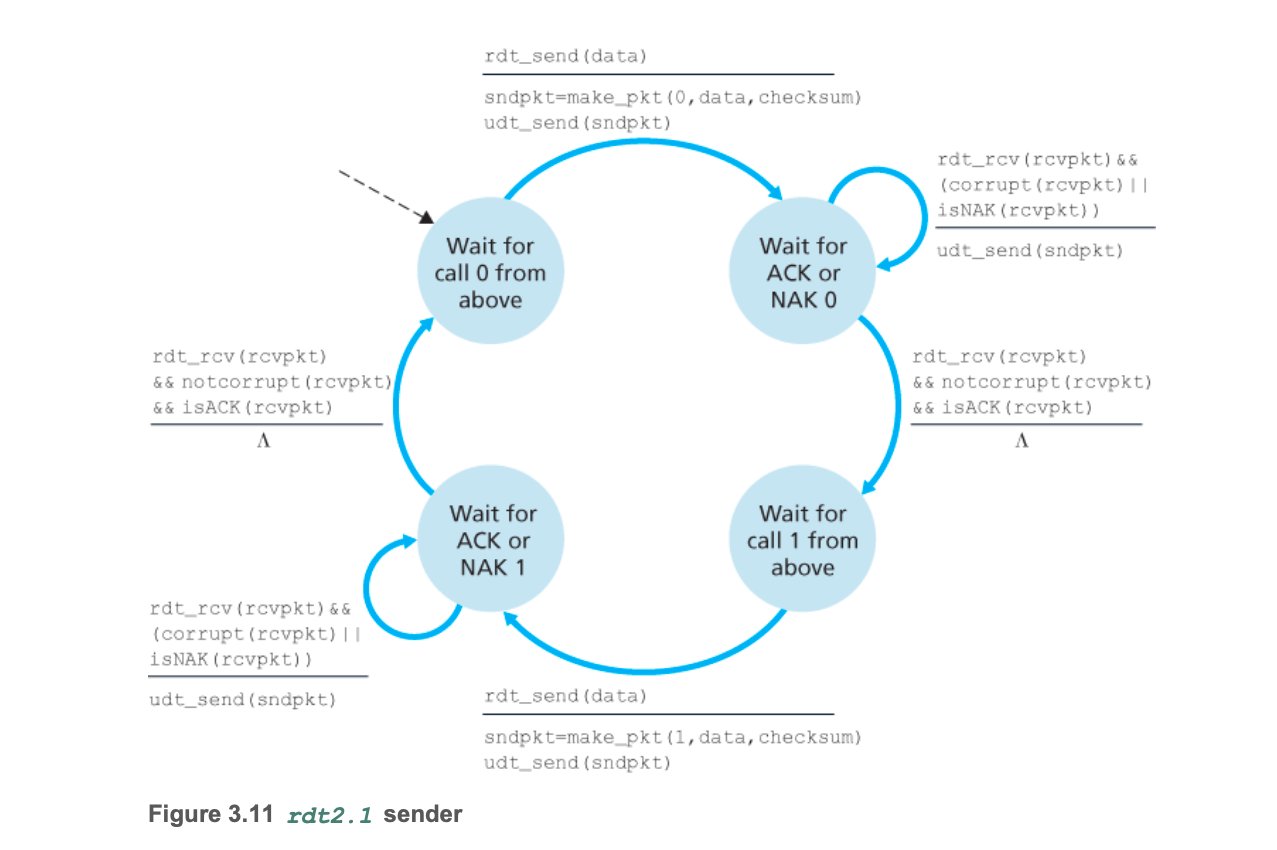 rdt_send(data)
sndpkt=make_pkt(0,data,checksum)
udt_send(sndpkt)
rdt_rcv(rcvpkt)&&
(corrupt(rcvpkt)||
isNAK(rcvpkt))
udt_send(sndpkt)
Wait for
call 0 from
above
Wait for
ACK or
NAK 0
rdt_rcv(rcvpkt)
&& notcorrupt(rcvpkt)
&& isACK(rcvpkt)
Λ
rdt_rcv(rcvpkt)
&& notcorrupt(rcvpkt)
&& isACK(rcvpkt)
Λ
Wait for
ACK or
NAK 1
Wait for
call 1 from
above
rdt_rcv(rcvpkt)&&
(corrupt(rcvpkt)||
isNAK(rcvpkt))
udt_send(sndpkt)
rdt_send(data)
sndpkt=make_pkt(1,data,checksum)
udt_send(sndpkt)
Figure 3.11 rdt2.1 sender